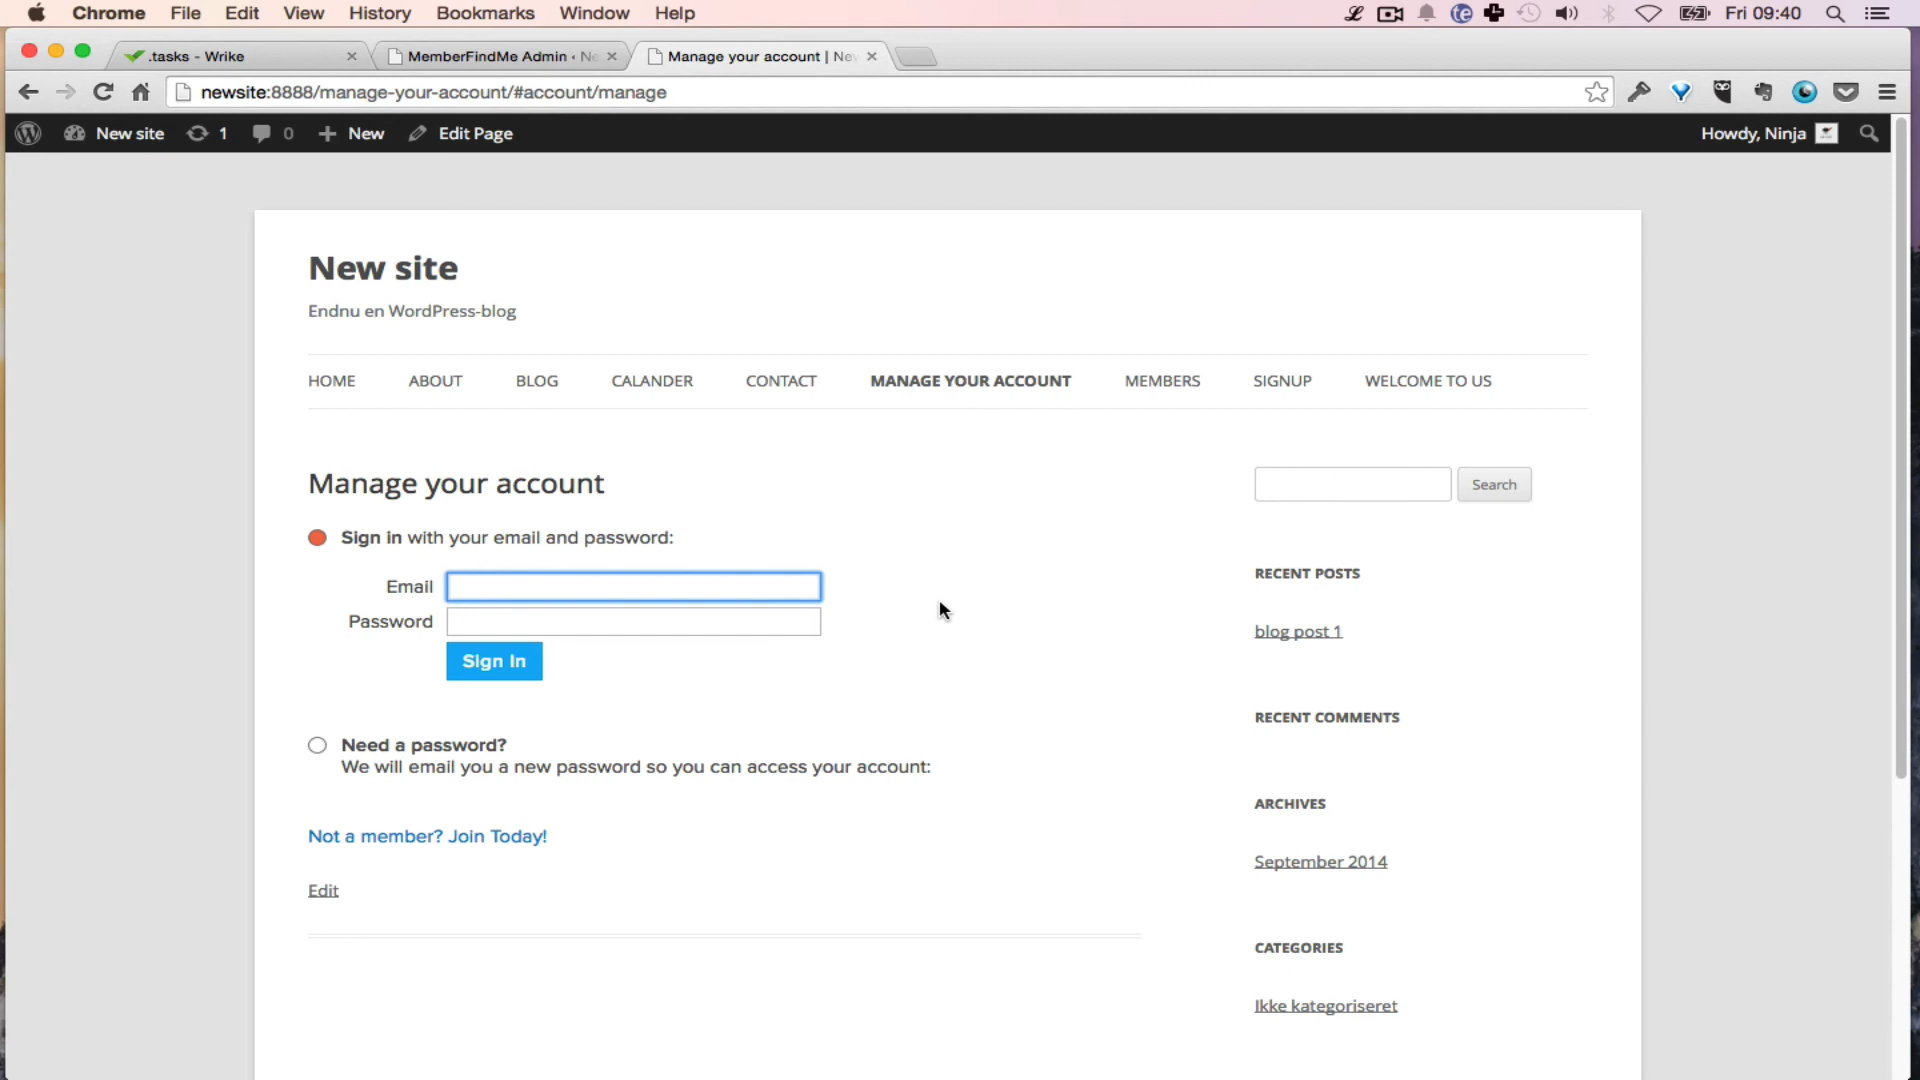 Chrome File Edit View History Bookmarks Window Help Fri 09:40
.tasks - Wrike MemberFindMe Admin ‹ Manage your account |
newsite:8888/manage-your-account/#account/manage
New site 1 0 New Edit Page Howdy, Ninja
New site
Endnu en WordPress-blog
HOME ABOUT BLOG CALANDER CONTACT MANAGE YOUR ACCOUNT MEMBERS SIGNUP WELCOME TO US
Manage your account
Search
Sign in with your email and password:
Email
Password
Sign In
Need a password?
We will email you a new password so you can access your account:
Not a member? Join Today!
Edit
RECENT POSTS
blog post 1
RECENT COMMENTS
ARCHIVES
September 2014
CATEGORIES
Ikke kategoriseret